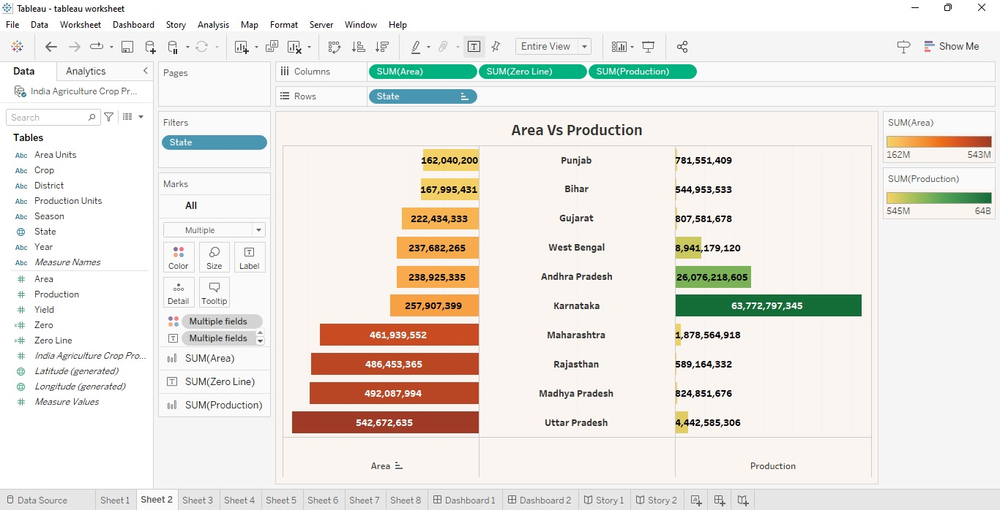 Tableau - tableau worksheet
File Data Worksheet Dashboard Story Analysis Map Format Server Window Help
Entire View
Show Me
Data Analytics
India Agriculture Crop Pr...
Search
Tables
Abc Area Units
Abc Crop
Abc District
Abc Production Units
Abc Season
State
Abc Year
Abc Measure Names
Area
Production
Yield
Zero
Zero Line
India Agriculture Crop Pro...
Latitude (generated)
Longitude (generated)
Measure Values
Pages
Filters
State
Marks
All
Multiple
Color Size Label
Detail Tooltip
Multiple fields
Multiple fields
SUM(Area)
SUM(Zero Line)
SUM(Production)
Columns SUM(Area) SUM(Zero Line) SUM(Production)
Rows State
Area Vs Production
162,040,200 Punjab 781,551,409
167,995,431 Bihar 544,953,533
222,434,333 Gujarat 807,581,678
237,682,265 West Bengal 8,941,179,120
238,925,335 Andhra Pradesh 26,076,218,605
257,907,399 Karnataka 63,772,797,345
461,939,552 Maharashtra 1,878,564,918
486,453,365 Rajasthan 589,164,332
492,087,994 Madhya Pradesh 824,851,676
542,672,635 Uttar Pradesh 4,442,585,306
Area Production
SUM(Area)
162M 543M
SUM(Production)
545M 64B
Data Source Sheet 1 Sheet 2 Sheet 3 Sheet 4 Sheet 5 Sheet 6 Sheet 7 Sheet 8 Dashboard 1 Dashboard 2 Story 1 Story 2